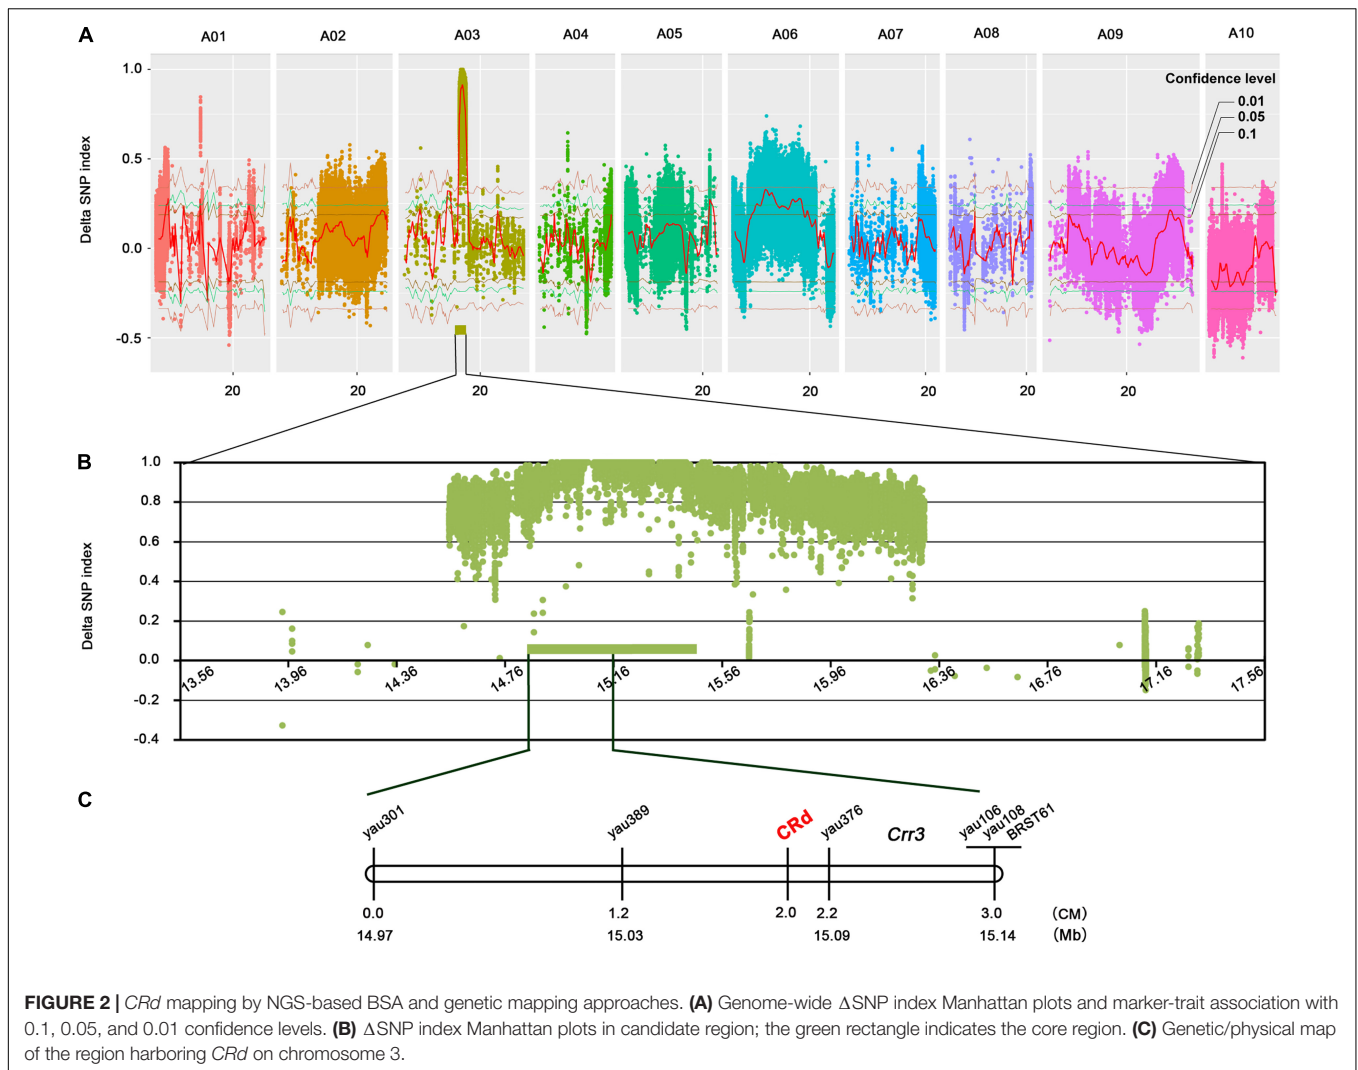 A
A01 A02 A03 A04 A05 A06 A07 A08 A09 A10
Confidence level
0.01
0.05
0.1
Delta SNP index
1.0
0.5
0.0
-0.5
20 20 20 20 20 20 20 20 20
B
Delta SNP index
1.0
0.8
0.6
0.4
0.2
0.0
-0.2
-0.4
13.56 13.96 14.36 14.76 15.16 15.56 15.96 16.36 16.76 17.16 17.56
C
yau301 yau389 CRd yau376 Crr3 yau106 yau108 BRST61
0.0 1.2 2.0 2.2 3.0 (CM)
14.97 15.03 15.09 15.14 (Mb)
FIGURE 2 | CRd mapping by NGS-based BSA and genetic mapping approaches. (A) Genome-wide ΔSNP index Manhattan plots and marker-trait association with
0.1, 0.05, and 0.01 confidence levels. (B) ΔSNP index Manhattan plots in candidate region; the green rectangle indicates the core region. (C) Genetic/physical map
of the region harboring CRd on chromosome 3.